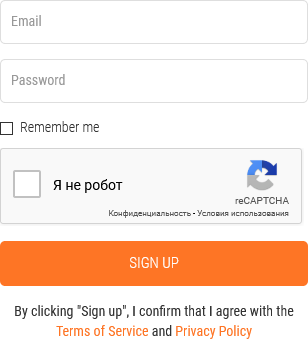 Email
Password
Remember me
Я не робот
reCAPTCHA
Конфиденциальность - Условия использования
SIGN UP
By clicking "Sign up", I confirm that I agree with the
Terms of Service and Privacy Policy